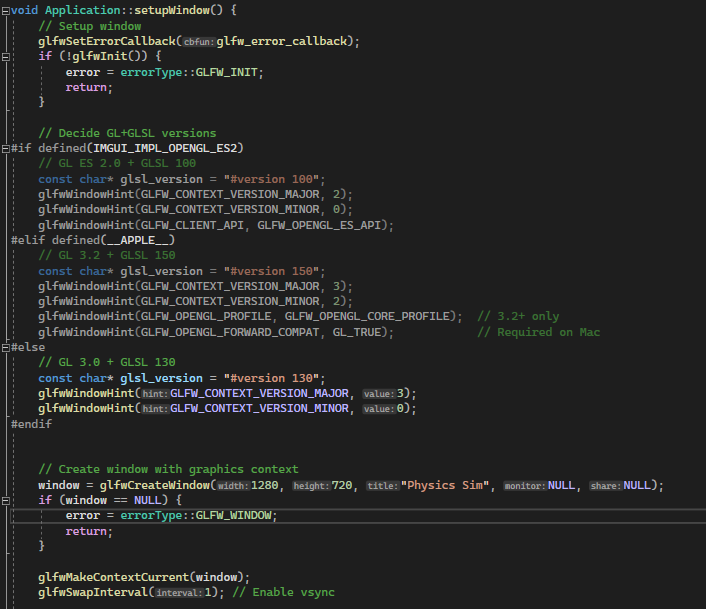 void Application::setupWindow() {
    // Setup window
    glfwSetErrorCallback(cbfun:glfw_error_callback);
    if (!glfwInit()) {
        error = errorType::GLFW_INIT;
        return;
    }

    // Decide GL+GLSL versions
#if defined(IMGUI_IMPL_OPENGL_ES2)
    // GL ES 2.0 + GLSL 100
    const char* glsl_version = "#version 100";
    glfwWindowHint(GLFW_CONTEXT_VERSION_MAJOR, 2);
    glfwWindowHint(GLFW_CONTEXT_VERSION_MINOR, 0);
    glfwWindowHint(GLFW_CLIENT_API, GLFW_OPENGL_ES_API);
#elif defined(__APPLE__)
    // GL 3.2 + GLSL 150
    const char* glsl_version = "#version 150";
    glfwWindowHint(GLFW_CONTEXT_VERSION_MAJOR, 3);
    glfwWindowHint(GLFW_CONTEXT_VERSION_MINOR, 2);
    glfwWindowHint(GLFW_OPENGL_PROFILE, GLFW_OPENGL_CORE_PROFILE);  // 3.2+ only
    glfwWindowHint(GLFW_OPENGL_FORWARD_COMPAT, GL_TRUE);            // Required on Mac
#else
    // GL 3.0 + GLSL 130
    const char* glsl_version = "#version 130";
    glfwWindowHint(hint:GLFW_CONTEXT_VERSION_MAJOR, value:3);
    glfwWindowHint(hint:GLFW_CONTEXT_VERSION_MINOR, value:0);
#endif

    // Create window with graphics context
    window = glfwCreateWindow(width:1280, height:720, title:"Physics Sim", monitor:NULL, share:NULL);
    if (window == NULL) {
        error = errorType::GLFW_WINDOW;
        return;
    }

    glfwMakeContextCurrent(window);
    glfwSwapInterval(interval:1); // Enable vsync